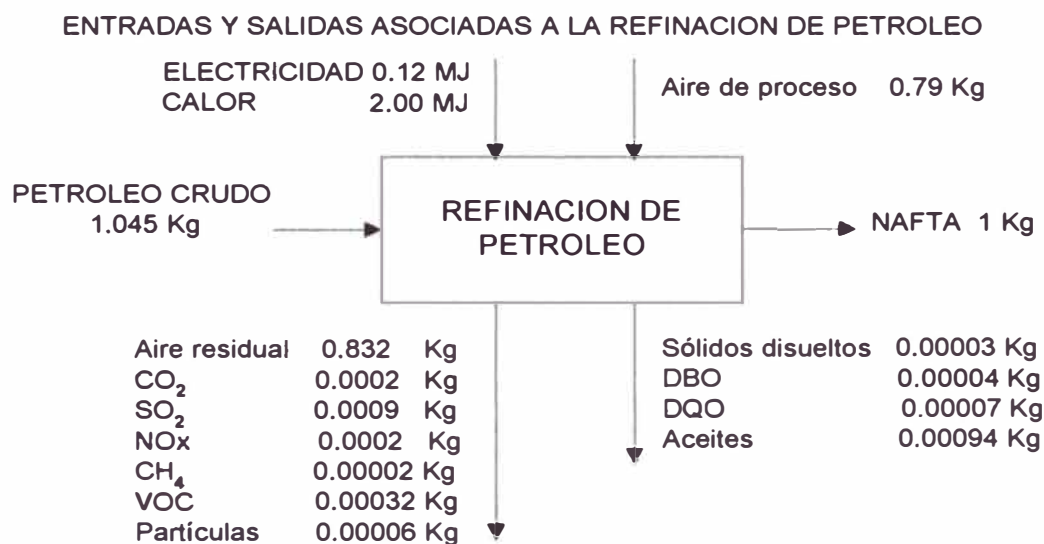 ENTRADAS Y SALIDAS ASOCIADAS A LA REFINACION DE PETROLEO
ELECTRICIDAD 0.12 MJ
CALOR 2.00 MJ
Aire de proceso 0.79 Kg
PETROLEO CRUDO
1.045 Kg
REFINACION DE
PETROLEO
NAFTA 1 Kg
Aire residual 0.832 Kg
CO₂ 0.0002 Kg
SO₂ 0.0009 Kg
NOx 0.0002 Kg
CH₄ 0.00002 Kg
VOC 0.00032 Kg
Partículas 0.00006 Kg
Sólidos disueltos 0.00003 Kg
DBO 0.00004 Kg
DQO 0.00007 Kg
Aceites 0.00094 Kg